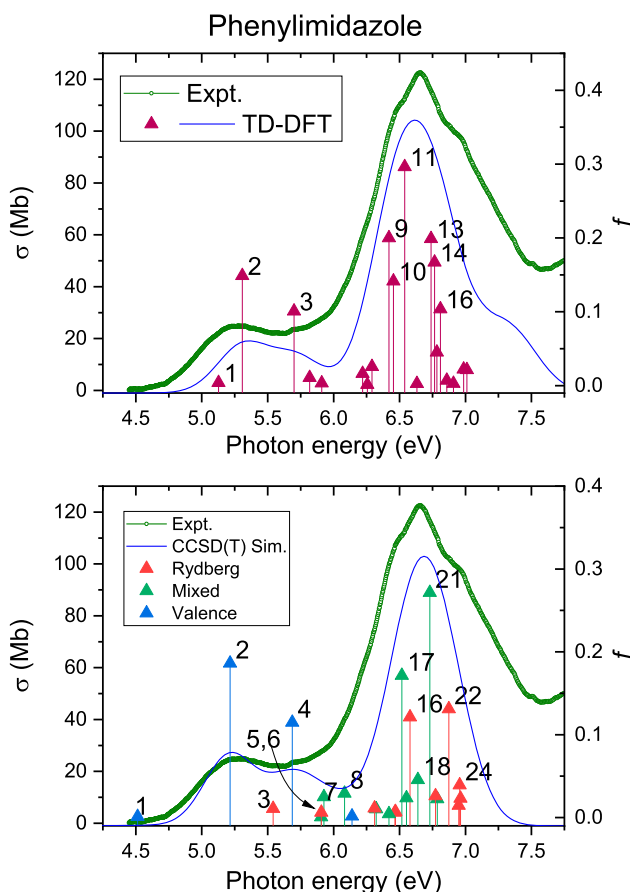 Phenylimidazole
Expt.
TD-DFT
σ (Mb)
f
120
100
80
60
40
20
0
0.4
0.3
0.2
0.1
0.0
1
2
3
9
10
11
13
14
16
4.5 5.0 5.5 6.0 6.5 7.0 7.5
Photon energy (eV)
Expt.
CCSD(T) Sim.
Rydberg
Mixed
Valence
σ (Mb)
f
120
100
80
60
40
20
0
0.4
0.3
0.2
0.1
0.0
1
2
3
4
5,6
7
8
17
16
18
21
22
24
4.5 5.0 5.5 6.0 6.5 7.0 7.5
Photon energy (eV)